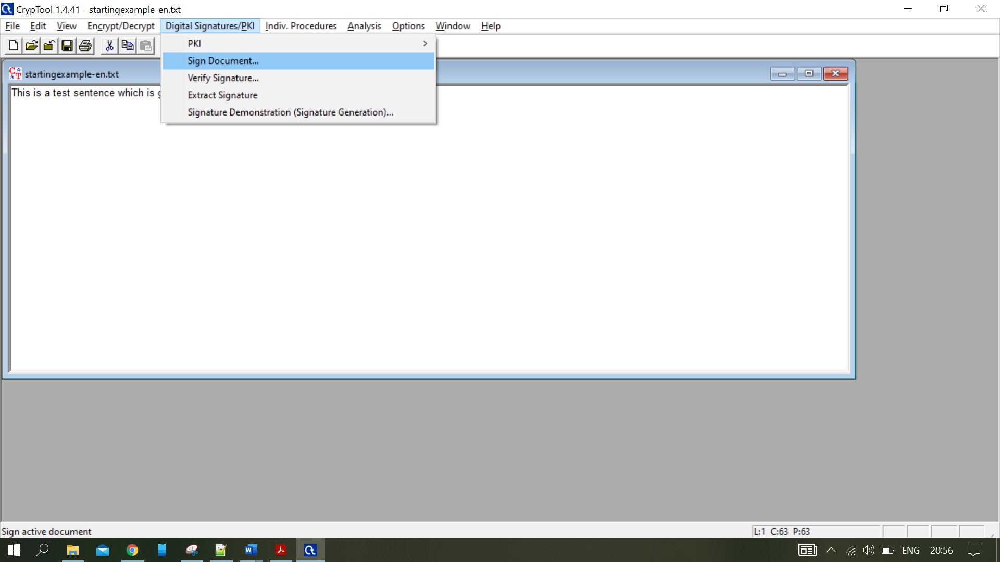 CrypTool 1.4.41 - startingexample-en.txt
File Edit View Encrypt/Decrypt Digital Signatures/PKI Indiv. Procedures Analysis Options Window Help
PKI
Sign Document...
startingexample-en.txt
Verify Signature...
This is a test sentence which is
Extract Signature
Signature Demonstration (Signature Generation)...
Sign active document
L:1 C:63 P:63
ENG 20:56